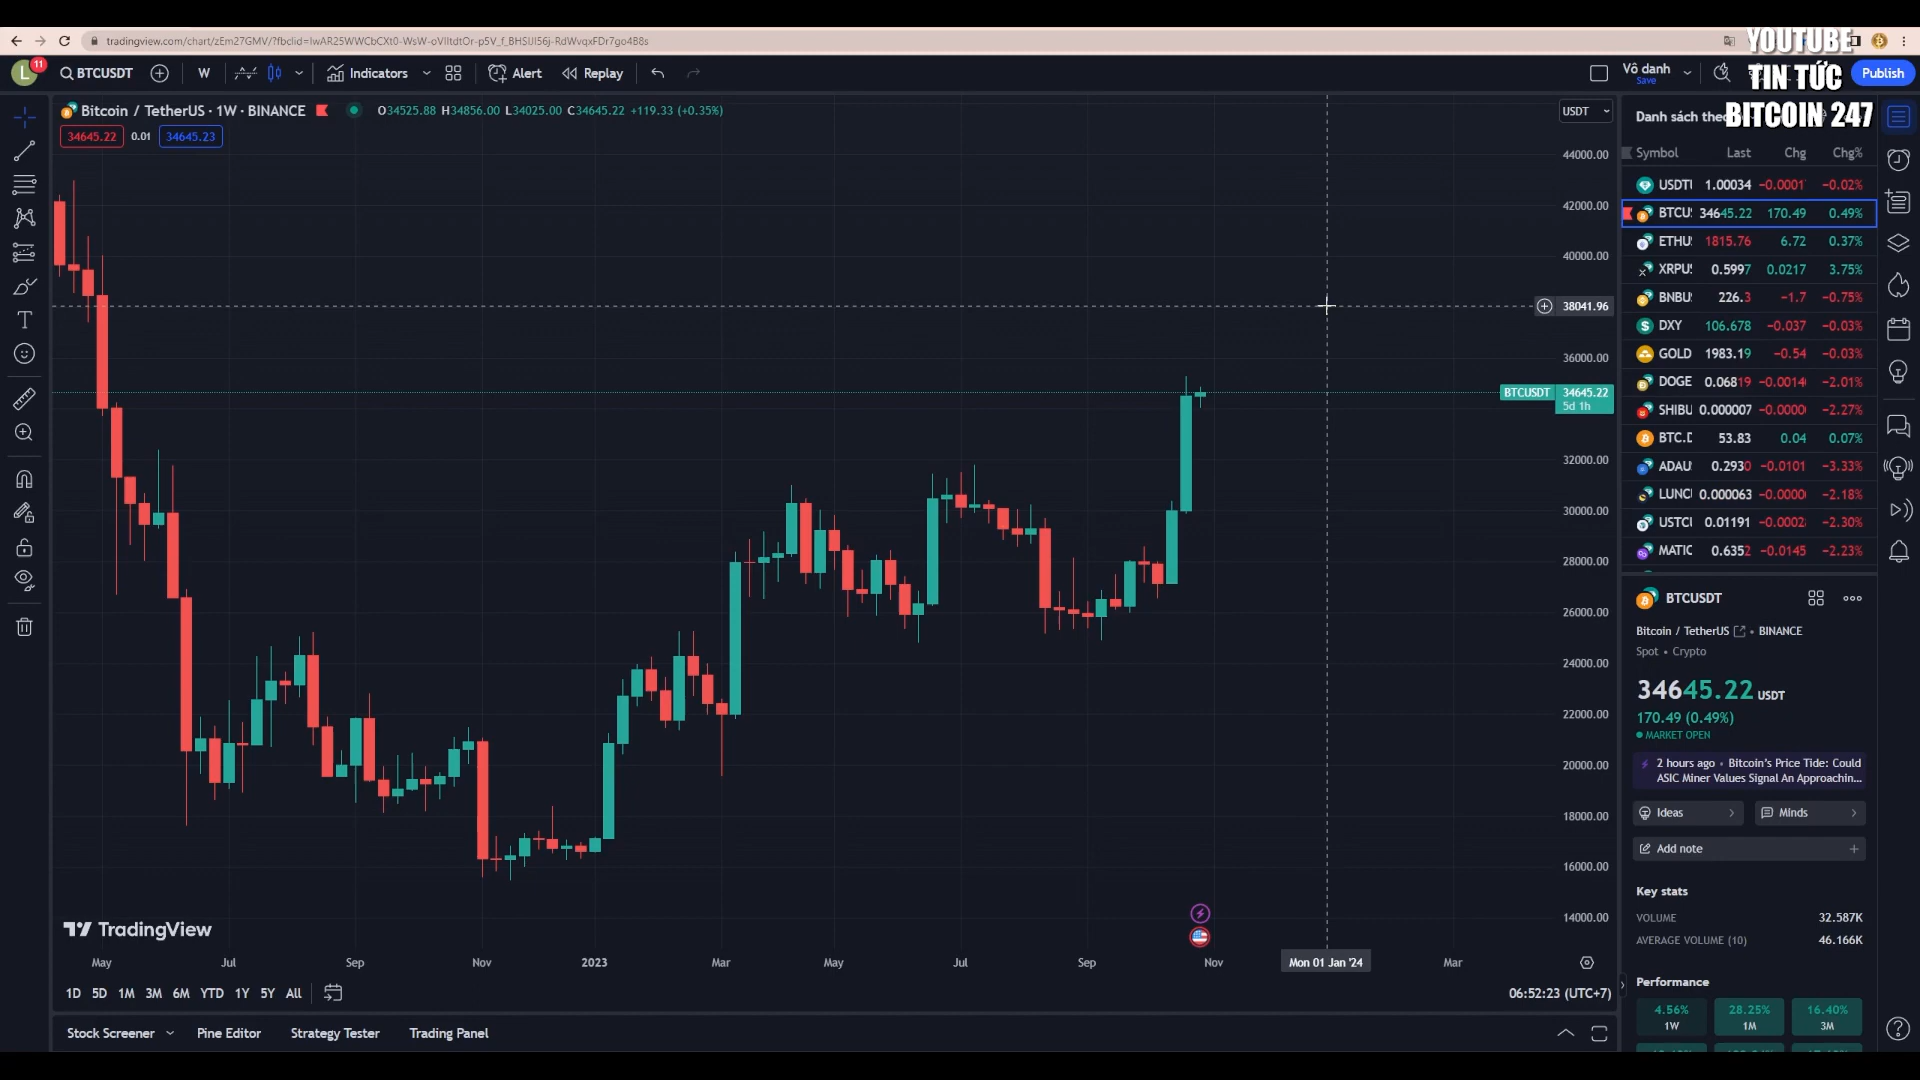 tradingview.com/chart/zEm27GMV/?fbclid=IwAR25WWCbCXt0-WsW-oVIltdtOr-p5V_f_BHSIJI56j-RdWvqxFDr7go4B8s
YOUTUBE
TIN TỨC
BITCOIN 247
L 11 BTCUSDT W Indicators Alert Replay Vô danh Save Publish
Bitcoin / TetherUS · 1W · BINANCE O34525.88 H34856.00 L34025.00 C34645.22 +119.33 (+0.35%)
34645.22 0.01 34645.23
USDT
44000.00
42000.00
40000.00
38041.96
36000.00
BTCUSDT 34645.22
5d 1h
32000.00
30000.00
28000.00
26000.00
24000.00
22000.00
20000.00
18000.00
16000.00
14000.00
TradingView
May Jul Sep Nov 2023 Mar May Jul Sep Nov Mon 01 Jan '24 Mar
1D 5D 1M 3M 6M YTD 1Y 5Y All 06:52:23 (UTC+7)
Stock Screener Pine Editor Strategy Tester Trading Panel
Danh sách
Symbol Last Chg Chg%
USDT 1.00034 −0.0001 −0.02%
BTCUS 34645.22 170.49 0.49%
ETHU 1815.76 6.72 0.37%
XRPUS 0.5997 0.0217 3.75%
BNBU 226.3 −1.7 −0.75%
DXY 106.678 −0.037 −0.03%
GOLD 1983.19 −0.54 −0.03%
DOGE 0.06819 −0.0014 −2.01%
SHIBU 0.000007 −0.0000 −2.27%
BTC.D 53.83 0.04 0.07%
ADAU 0.2930 −0.0101 −3.33%
LUNC 0.000063 −0.0000 −2.18%
USTC 0.01191 −0.0002 −2.30%
MATIC 0.6352 −0.0145 −2.23%
BTCUSDT
Bitcoin / TetherUS • BINANCE
Spot • Crypto
34645.22 USDT
170.49 (0.49%)
MARKET OPEN
2 hours ago • Bitcoin's Price Tide: Could
ASIC Miner Values Signal An Approachin...
Ideas Minds
Add note
Key stats
VOLUME 32.587K
AVERAGE VOLUME (10) 46.166K
Performance
4.56% 28.25% 16.40%
1W 1M 3M